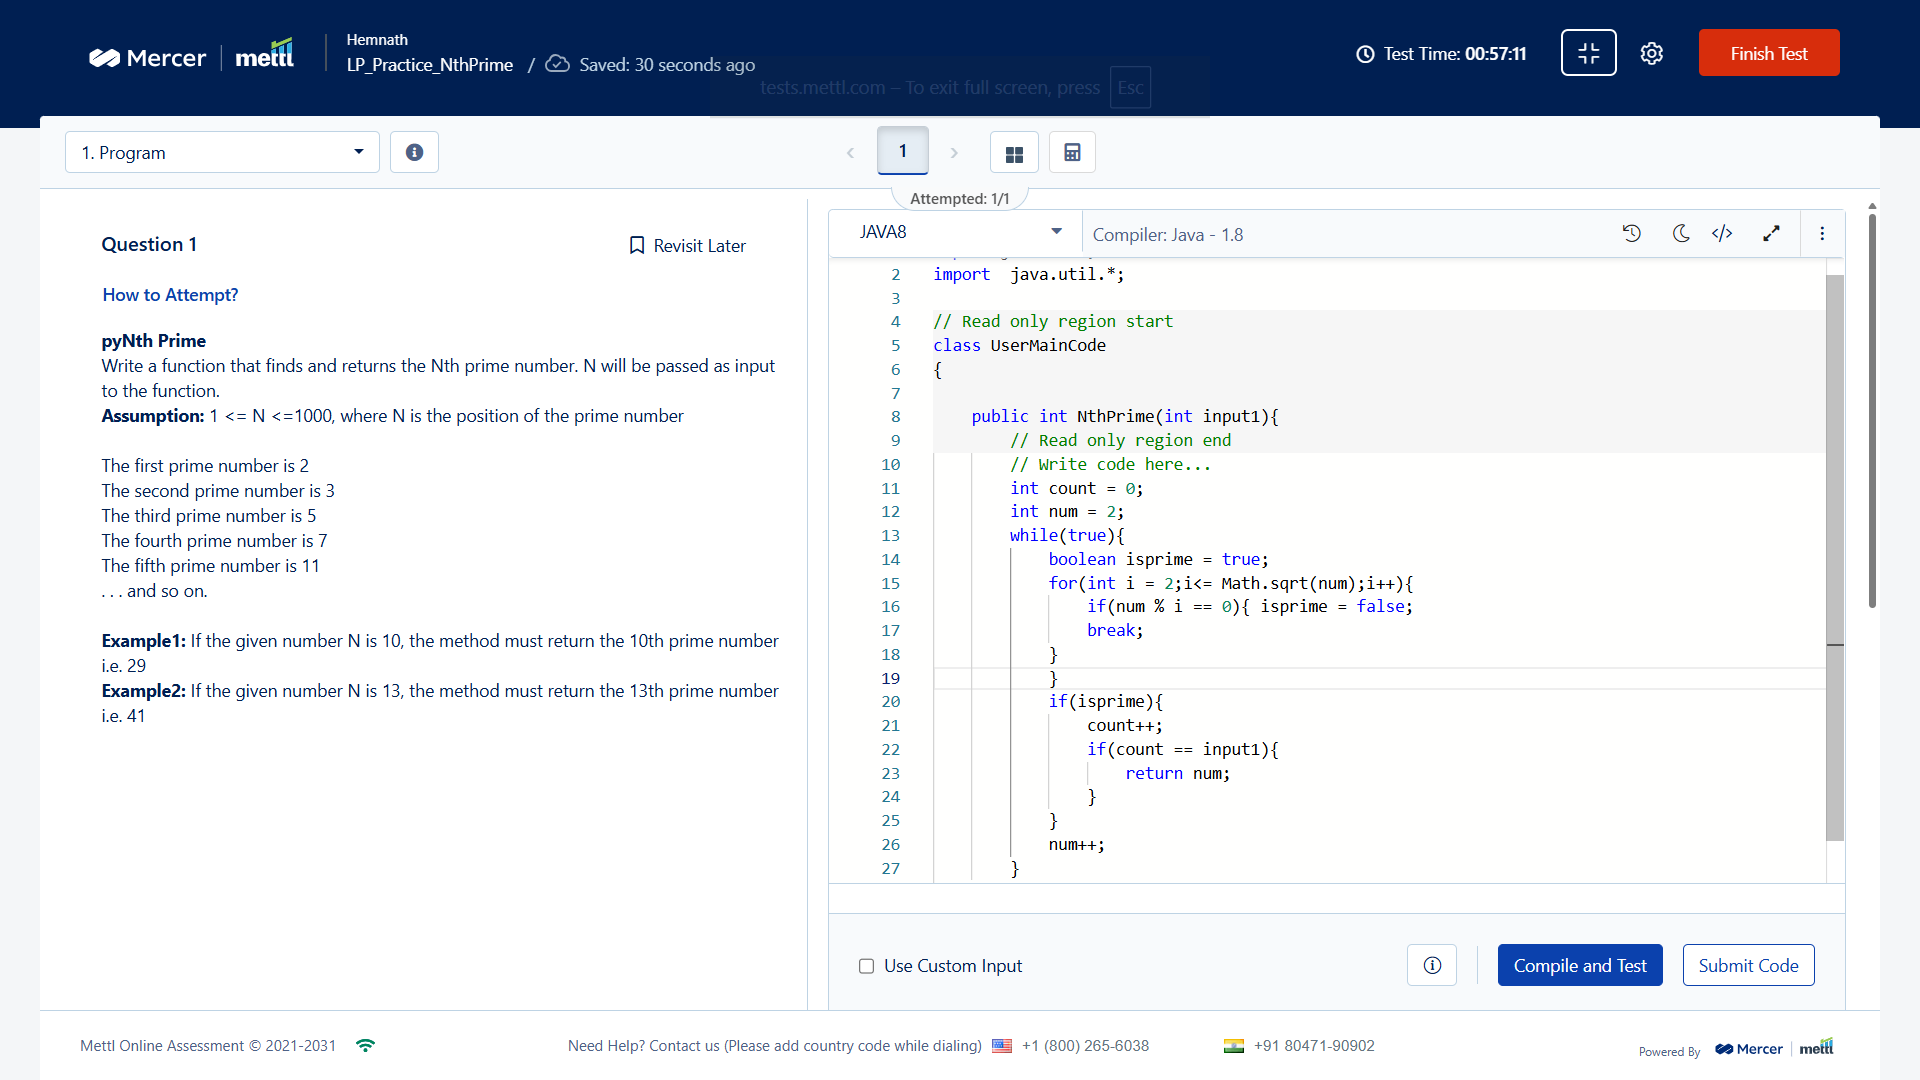 Mercer | mettl
Hemnath
LP_Practice_NthPrime / Saved: 30 seconds ago
tests.mettl.com – To exit full screen, press Esc
Test Time: 00:57:11
Finish Test
1. Program
1
Attempted: 1/1
Question 1
Revisit Later
How to Attempt?
pyNth Prime
Write a function that finds and returns the Nth prime number. N will be passed as input
to the function.
Assumption: 1 <= N <=1000, where N is the position of the prime number
The first prime number is 2
The second prime number is 3
The third prime number is 5
The fourth prime number is 7
The fifth prime number is 11
. . . and so on.
Example1: If the given number N is 10, the method must return the 10th prime number
i.e. 29
Example2: If the given number N is 13, the method must return the 13th prime number
i.e. 41
JAVA8
Compiler: Java - 1.8
2 import  java.util.*;
3
4 // Read only region start
5 class UserMainCode
6 {
7
8     public int NthPrime(int input1){
9         // Read only region end
10         // Write code here...
11         int count = 0;
12         int num = 2;
13         while(true){
14             boolean isprime = true;
15             for(int i = 2;i<= Math.sqrt(num);i++){
16                 if(num % i == 0){ isprime = false;
17                 break;
18             }
19             }
20             if(isprime){
21                 count++;
22                 if(count == input1){
23                     return num;
24                 }
25             }
26             num++;
27         }
Use Custom Input
Compile and Test
Submit Code
Mettl Online Assessment © 2021-2031
Need Help? Contact us (Please add country code while dialing) +1 (800) 265-6038
+91 80471-90902
Powered By Mercer | mettl